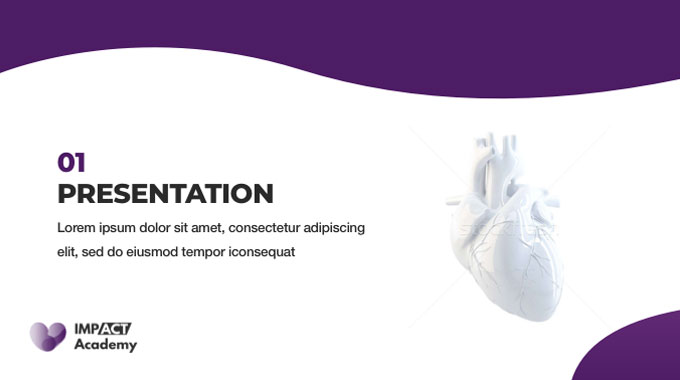 01
PRESENTATION
Lorem ipsum dolor sit amet, consectetur adipiscing
elit, sed do eiusmod tempor iconsequat
IMPACT
Academy